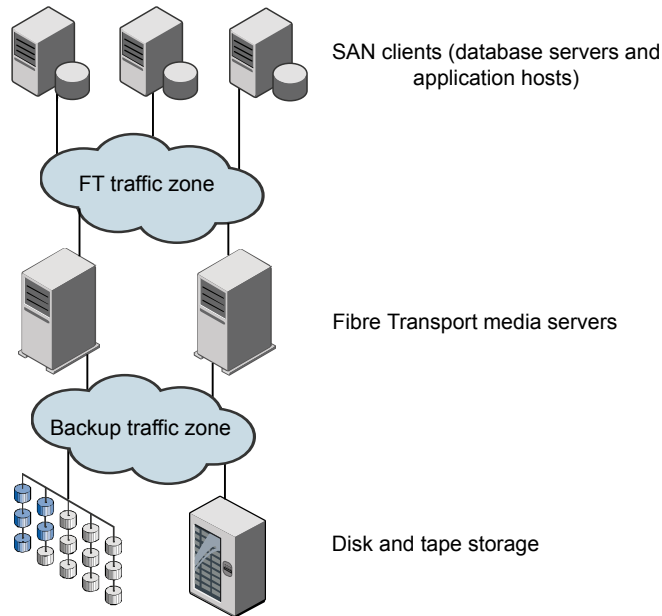 SAN clients (database servers and
application hosts)
FT traffic zone
Fibre Transport media servers
Backup traffic zone
Disk and tape storage